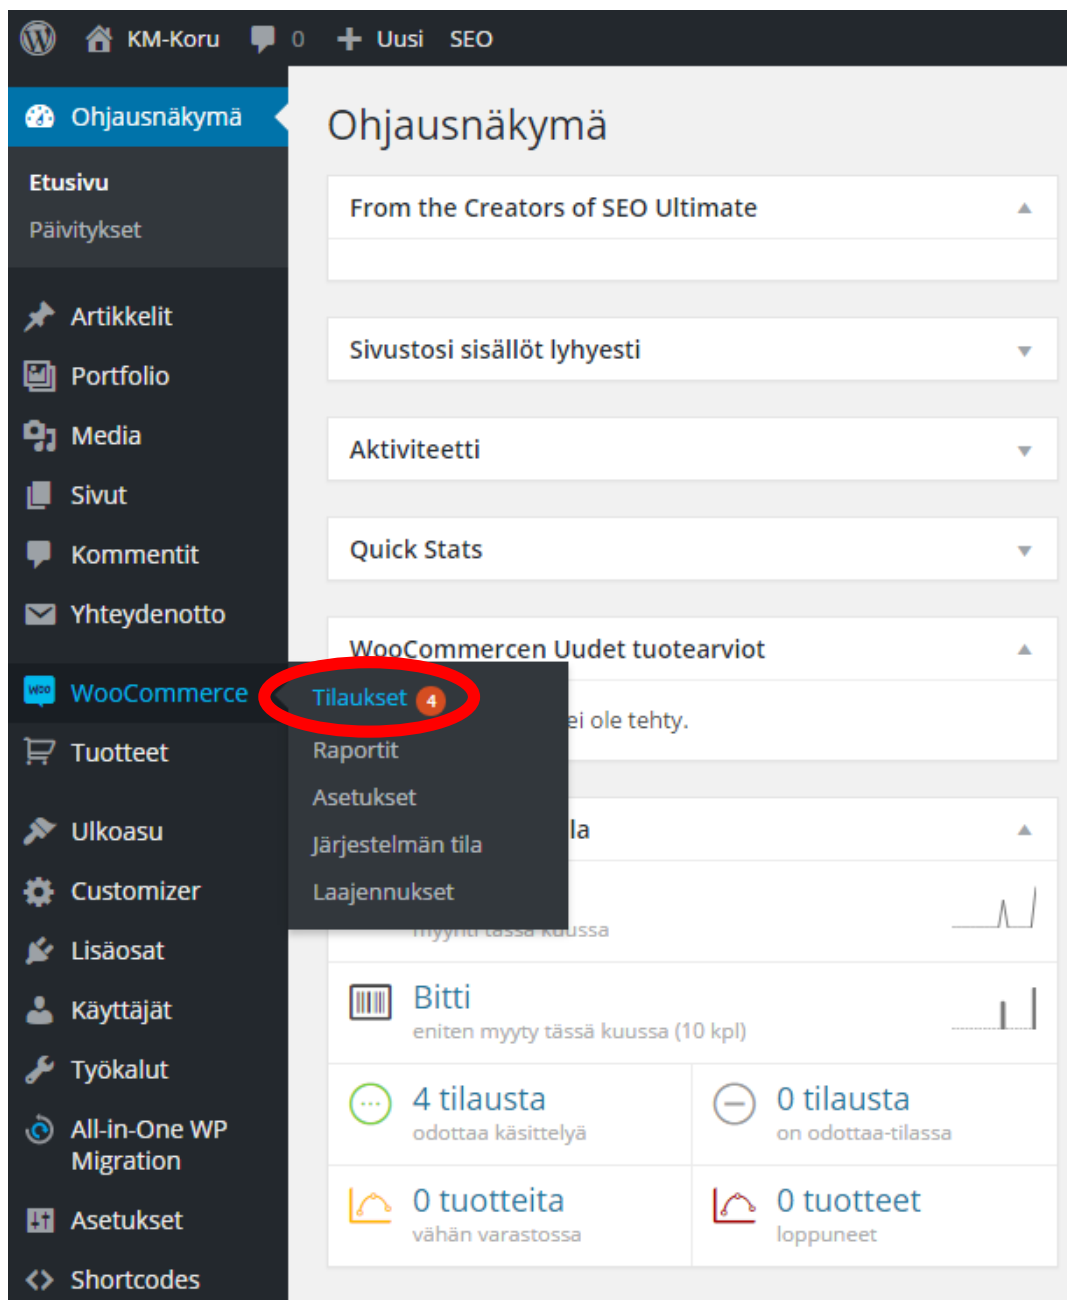 KM-Koru 0 Uusi SEO
Ohjausnäkymä
Etusivu
Päivitykset
Artikkelit
Portfolio
Media
Sivut
Kommentit
Yhteydenotto
WooCommerce
Tuotteet
Ulkoasu
Customizer
Lisäosat
Käyttäjät
Työkalut
All-in-One WP
Migration
Asetukset
Shortcodes
Tilaukset 4
Raportit
Asetukset
Järjestelmän tila
Laajennukset
Ohjausnäkymä
From the Creators of SEO Ultimate
Sivustosi sisällöt lyhyesti
Aktiviteetti
Quick Stats
WooCommercen Uudet tuotearviot
ei ole tehty.
la
myynti tässä kuussa
Bitti
eniten myyty tässä kuussa (10 kpl)
4 tilausta
odottaa käsittelyä
0 tilausta
on odottaa-tilassa
0 tuotteita
vähän varastossa
0 tuotteet
loppuneet